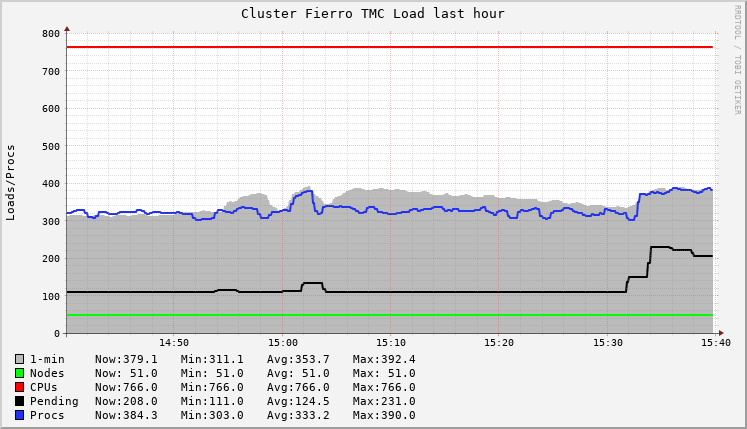 Cluster Fierro TMC Load last hour
RRDTOOL / TOBI OETIKER
Loads/Procs
800
700
600
500
400
300
200
100
0
14:50 15:00 15:10 15:20 15:30 15:40
1-min Now:379.1 Min:311.1 Avg:353.7 Max:392.4
Nodes Now: 51.0 Min: 51.0 Avg: 51.0 Max: 51.0
CPUs Now:766.0 Min:766.0 Avg:766.0 Max:766.0
Pending Now:208.0 Min:111.0 Avg:124.5 Max:231.0
Procs Now:384.3 Min:303.0 Avg:333.2 Max:390.0